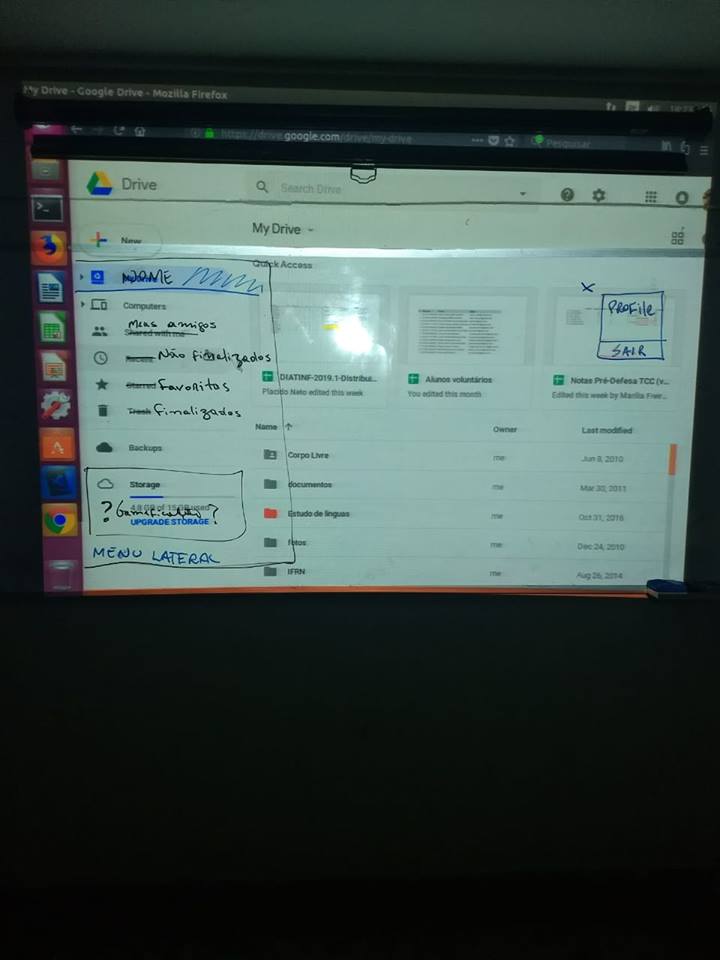 My Drive - Google Drive - Mozilla Firefox
https://drive.google.com/drive/my-drive
Pesquisar
Drive
Search Drive
New
My Drive
Quick Access
HOME
Computers
Meus amigos
Shared with me
Recent Não finalizados
Starred Favoritos
Trash finalizados
Backups
Storage
4.8 GB of 15 GB used
UPGRADE STORAGE
MENU LATERAL
PROFILE
SAIR
DIATINF-2019.1-Distribui...
Placido Neto edited this week
Alunos voluntários
You edited this month
Notas Pré-Defesa TCC (v...
Edited this week by Marilia Freir...
Name
Owner
Last modified
Corpo Livre
me
Jun 8, 2010
documentos
me
Mar 30, 2011
Estudo de linguas
me
Oct 31, 2016
fotos
me
Dec 24, 2010
IFRN
me
Aug 26, 2014